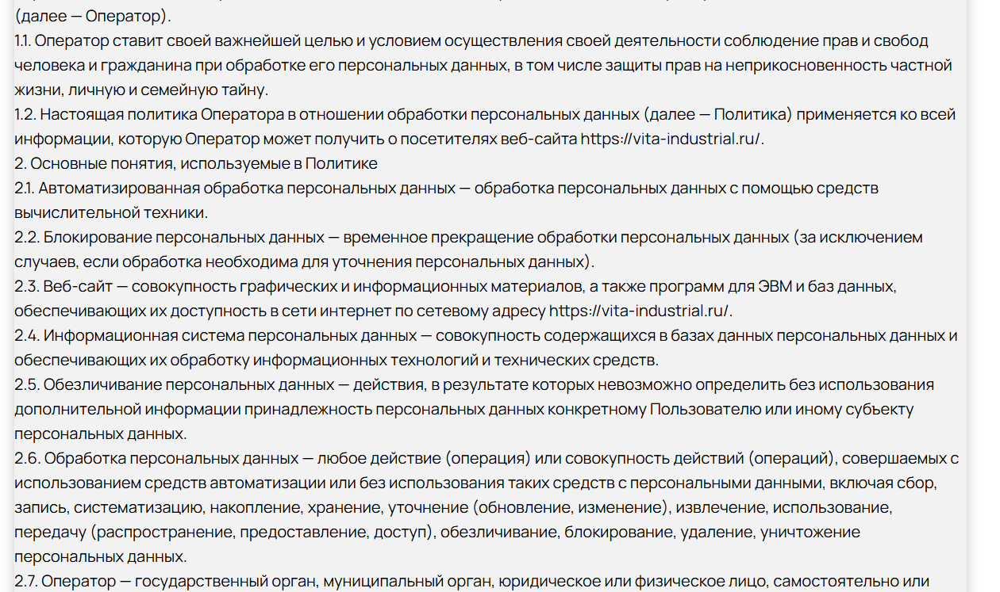 (далее — Оператор).
1.1. Оператор ставит своей важнейшей целью и условием осуществления своей деятельности соблюдение прав и свобод
человека и гражданина при обработке его персональных данных, в том числе защиты прав на неприкосновенность частной
жизни, личную и семейную тайну.
1.2. Настоящая политика Оператора в отношении обработки персональных данных (далее — Политика) применяется ко всей
информации, которую Оператор может получить о посетителях веб-сайта https://vita-industrial.ru/.
2. Основные понятия, используемые в Политике
2.1. Автоматизированная обработка персональных данных — обработка персональных данных с помощью средств
вычислительной техники.
2.2. Блокирование персональных данных — временное прекращение обработки персональных данных (за исключением
случаев, если обработка необходима для уточнения персональных данных).
2.3. Веб-сайт — совокупность графических и информационных материалов, а также программ для ЭВМ и баз данных,
обеспечивающих их доступность в сети интернет по сетевому адресу https://vita-industrial.ru/.
2.4. Информационная система персональных данных — совокупность содержащихся в базах данных персональных данных и
обеспечивающих их обработку информационных технологий и технических средств.
2.5. Обезличивание персональных данных — действия, в результате которых невозможно определить без использования
дополнительной информации принадлежность персональных данных конкретному Пользователю или иному субъекту
персональных данных.
2.6. Обработка персональных данных — любое действие (операция) или совокупность действий (операций), совершаемых с
использованием средств автоматизации или без использования таких средств с персональными данными, включая сбор,
запись, систематизацию, накопление, хранение, уточнение (обновление, изменение), извлечение, использование,
передачу (распространение, предоставление, доступ), обезличивание, блокирование, удаление, уничтожение
персональных данных.
2.7. Оператор — государственный орган, муниципальный орган, юридическое или физическое лицо, самостоятельно или